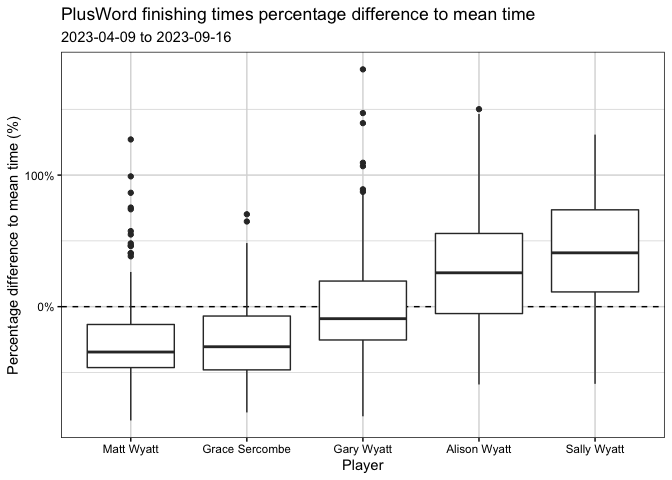 PlusWord finishing times percentage difference to mean time
2023-04-09 to 2023-09-16
Percentage difference to mean time (%)
100%
0%
Matt Wyatt
Grace Sercombe
Gary Wyatt
Alison Wyatt
Sally Wyatt
Player